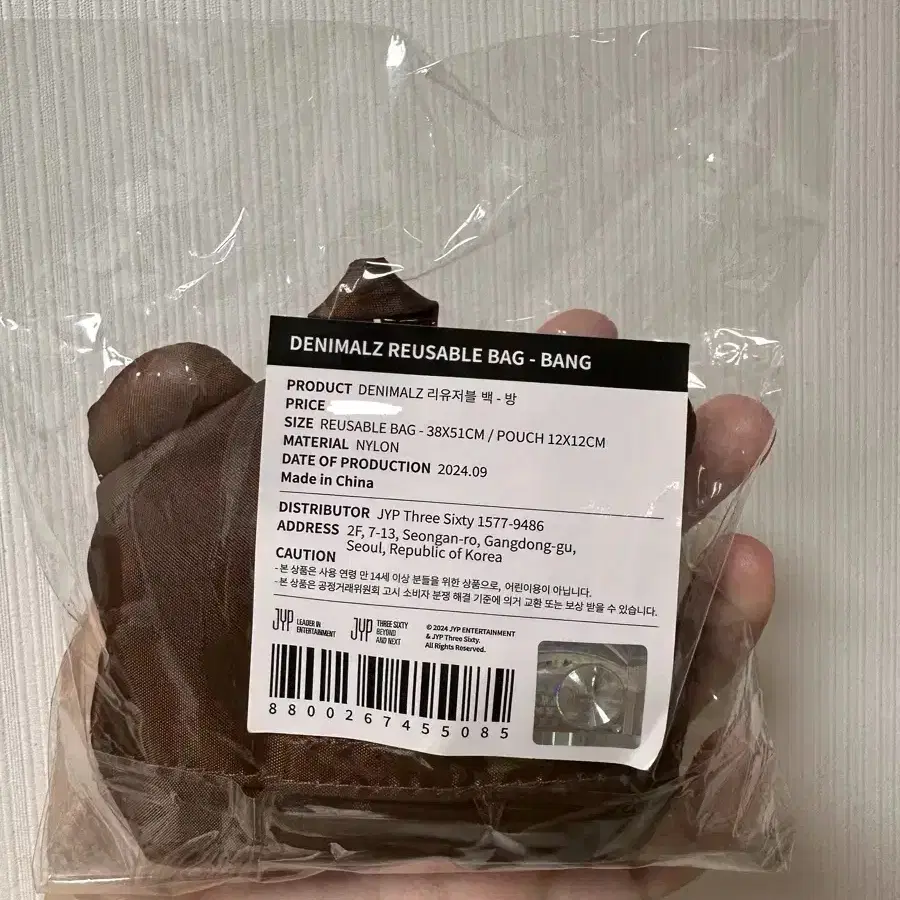 DENIMALZ REUSABLE BAG - BANG
PRODUCT DENIMALZ 리유저블 백 - 방
PRICE
SIZE REUSABLE BAG - 38X51CM / POUCH 12X12CM
MATERIAL NYLON
DATE OF PRODUCTION 2024.09
Made in China
DISTRIBUTOR JYP Three Sixty 1577-9486
ADDRESS 2F, 7-13, Seongan-ro, Gangdong-gu,
Seoul, Republic of Korea
CAUTION
-본 상품은 사용 연령 만 14세 이상 분들을 위한 상품으로, 어린이용이 아닙니다.
-본 상품은 공정거래위원회 고시 소비자 분쟁 해결 기준에 의거 교환 또는 보상 받을 수 있습니다.
JYP LEADER IN
ENTERTAINMENT
JYP THREE SIXTY
BEYOND
AND NEXT
© 2024 JYP ENTERTAINMENT
& JYP Three Sixty.
All Rights Reserved.
8800267455085